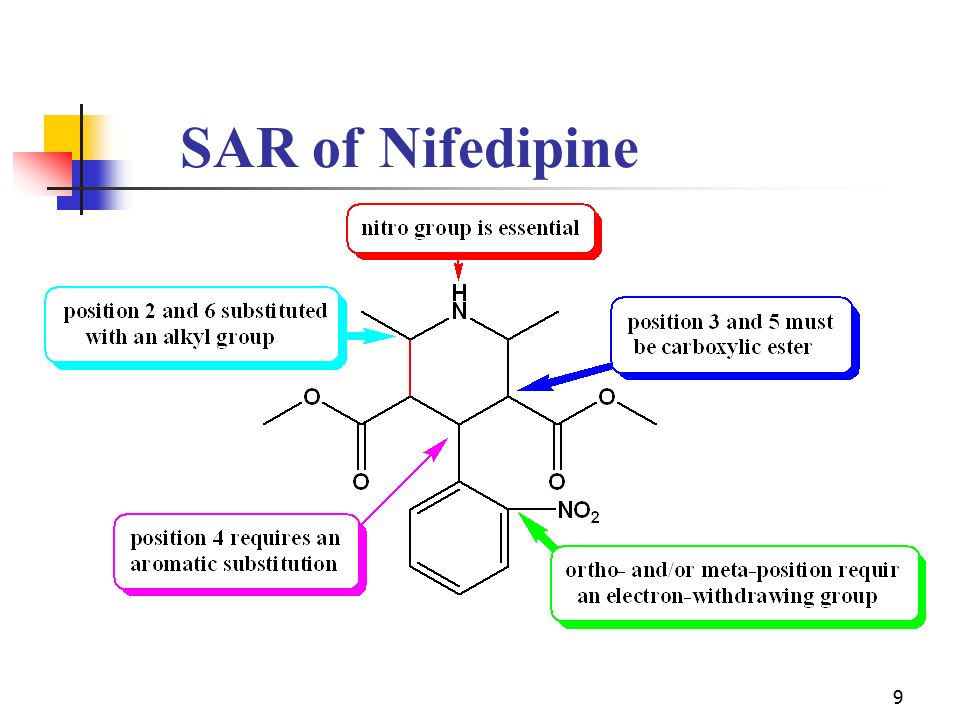 SAR of Nifedipine
nitro group is essential
position 2 and 6 substituted
with an alkyl group
H
N
position 3 and 5 must
be carboxylic ester
O
O
O
O
NO2
position 4 requires an
aromatic substitution
ortho- and/or meta-position requir
an electron-withdrawing group
9